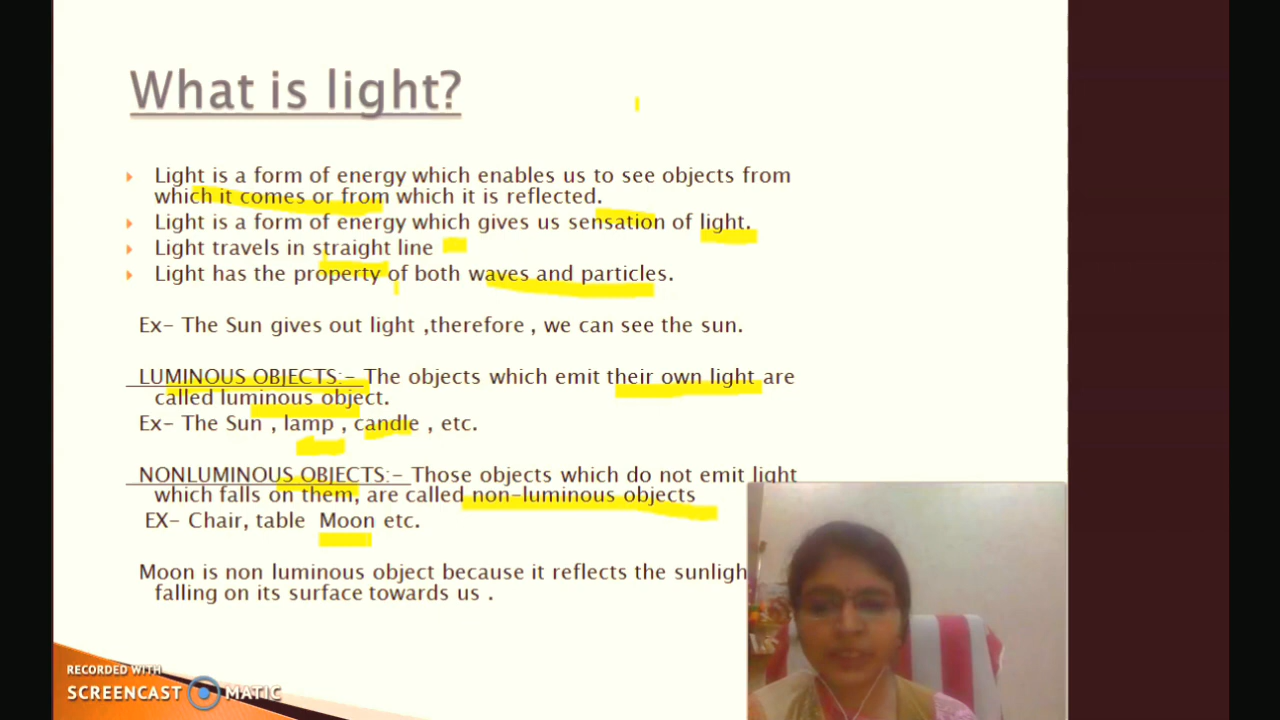 What is light?
Light is a form of energy which enables us to see objects from
which it comes or from which it is reflected.
Light is a form of energy which gives us sensation of light.
Light travels in straight line
Light has the property of both waves and particles.
Ex– The Sun gives out light ,therefore , we can see the sun.
LUMINOUS OBJECTS:– The objects which emit their own light are
called luminous object.
Ex– The Sun , lamp , candle , etc.
NONLUMINOUS OBJECTS:– Those objects which do not emit light
which falls on them, are called non-luminous objects
EX– Chair, table Moon etc.
Moon is non luminous object because it reflects the sunligh
falling on its surface towards us .
RECORDED WITH
SCREENCAST MATIC